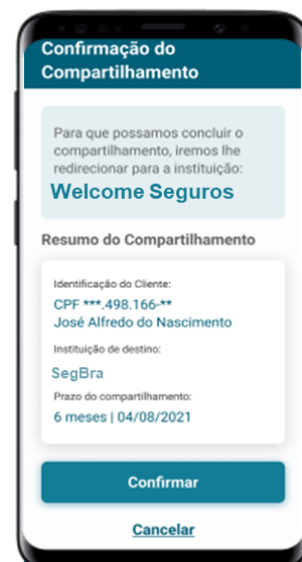 Confirmação do
Compartilhamento
Para que possamos concluir o
compartilhamento, iremos lhe
redirecionar para a instituição:
Welcome Seguros
Resumo do Compartilhamento
Identificação do Cliente:
CPF ***.498.166-**
José Alfredo do Nascimento
Instituição de destino:
SegBra
Prazo do compartilhamento:
6 meses | 04/08/2021
Confirmar
Cancelar